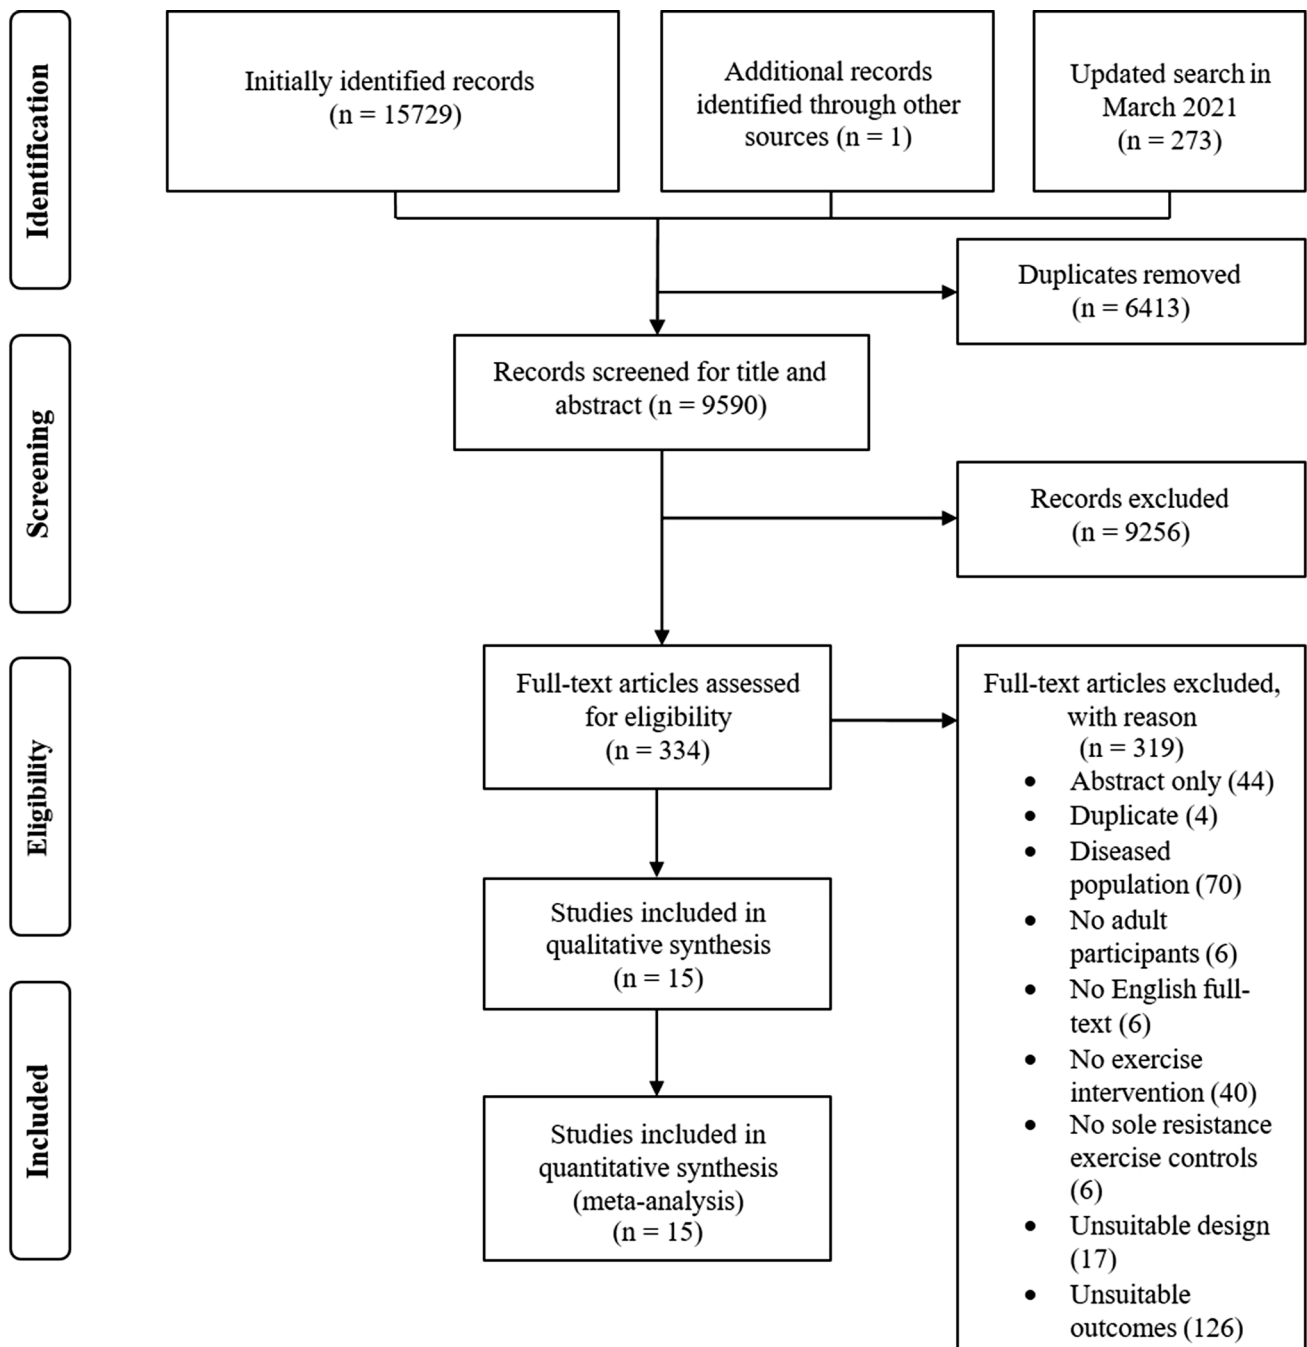 Identification
Initially identified records
(n = 15729)
Additional records
identified through other
sources (n = 1)
Updated search in
March 2021
(n = 273)
Duplicates removed
(n = 6413)
Screening
Records screened for title and
abstract (n = 9590)
Records excluded
(n = 9256)
Eligibility
Full-text articles assessed
for eligibility
(n = 334)
Full-text articles excluded,
with reason
(n = 319)
• Abstract only (44)
• Duplicate (4)
• Diseased
population (70)
• No adult
participants (6)
• No English full-
text (6)
• No exercise
intervention (40)
• No sole resistance
exercise controls
(6)
• Unsuitable design
(17)
• Unsuitable
outcomes (126)
Studies included in
qualitative synthesis
(n = 15)
Included
Studies included in
quantitative synthesis
(meta-analysis)
(n = 15)